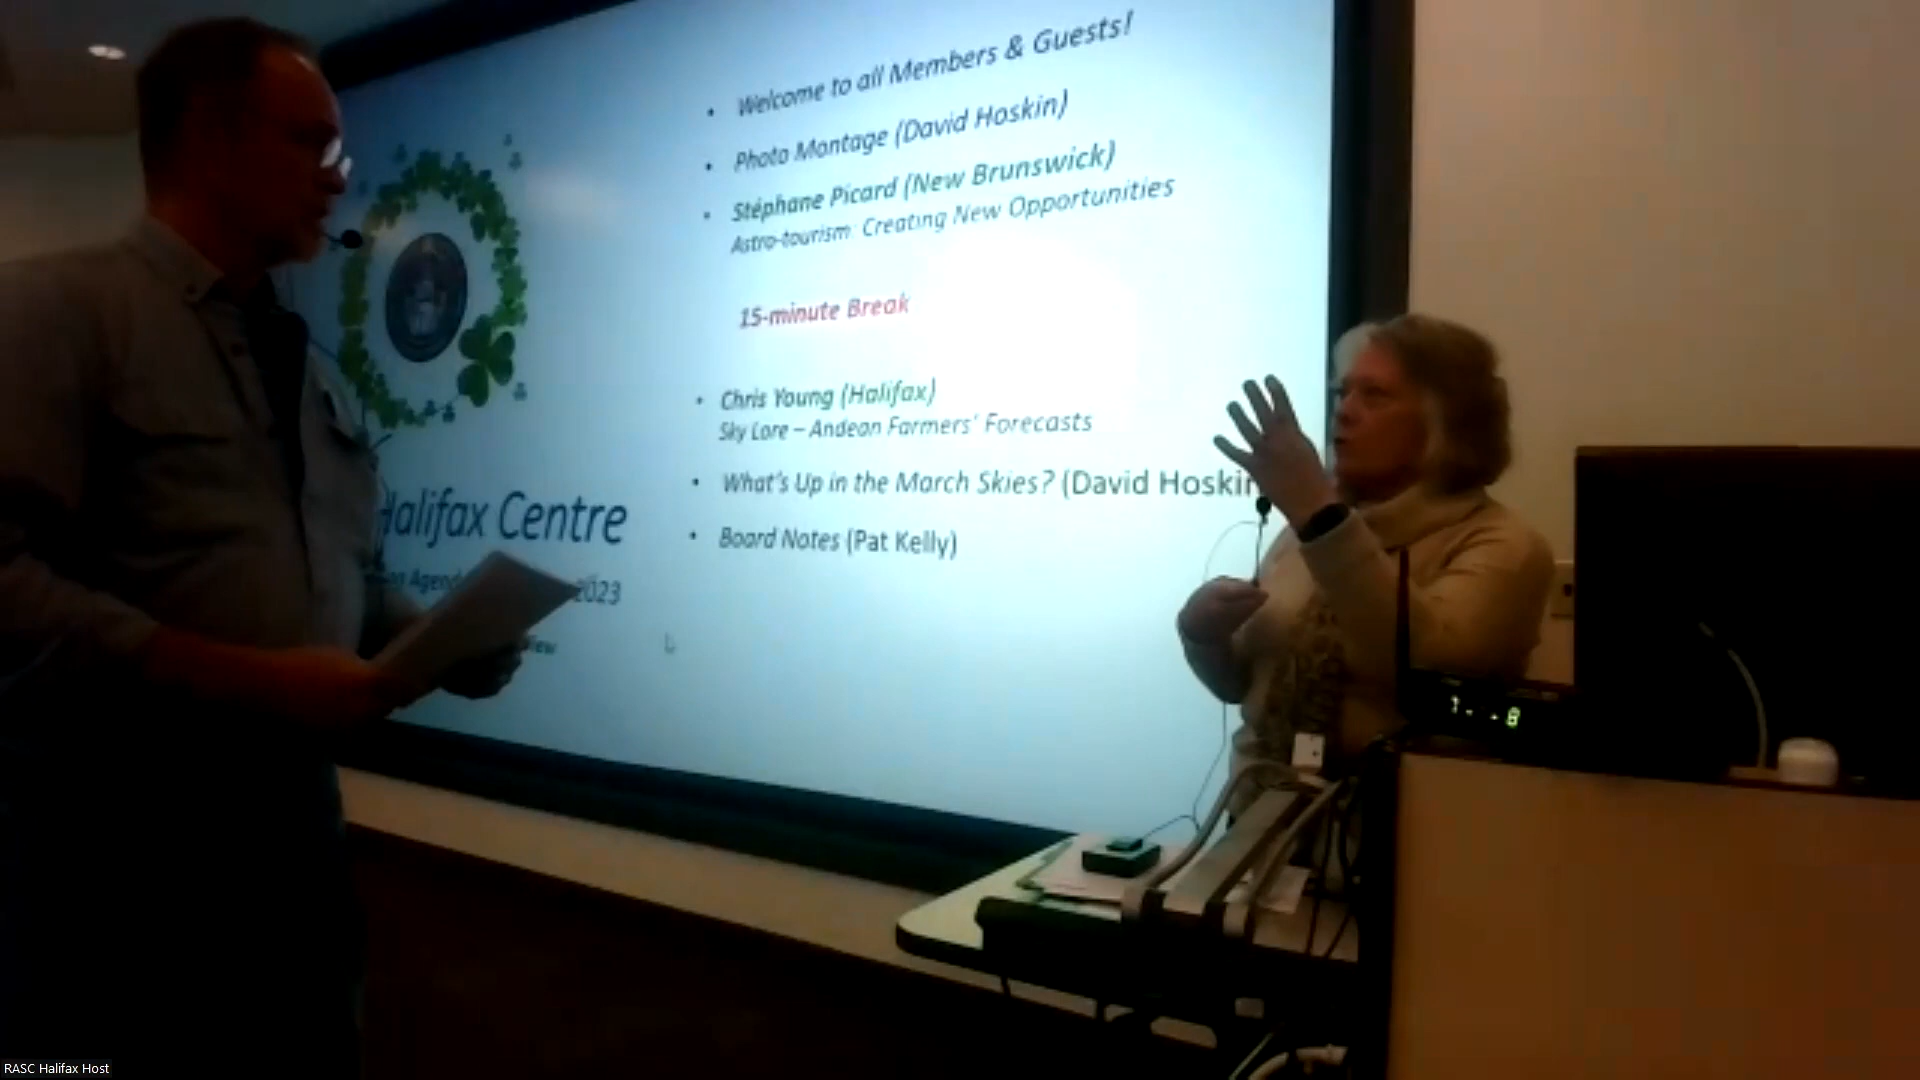 Welcome to all Members & Guests!
Photo Montage (David Hoskin)
Stéphane Picard (New Brunswick)
Astro-tourism: Creating New Opportunities
15-minute Break
Chris Young (Halifax)
Sky Lore – Andean Farmers' Forecasts
What's Up in the March Skies? (David Hoskin
Board Notes (Pat Kelly)
Halifax Centre
2023
RASC Halifax Host